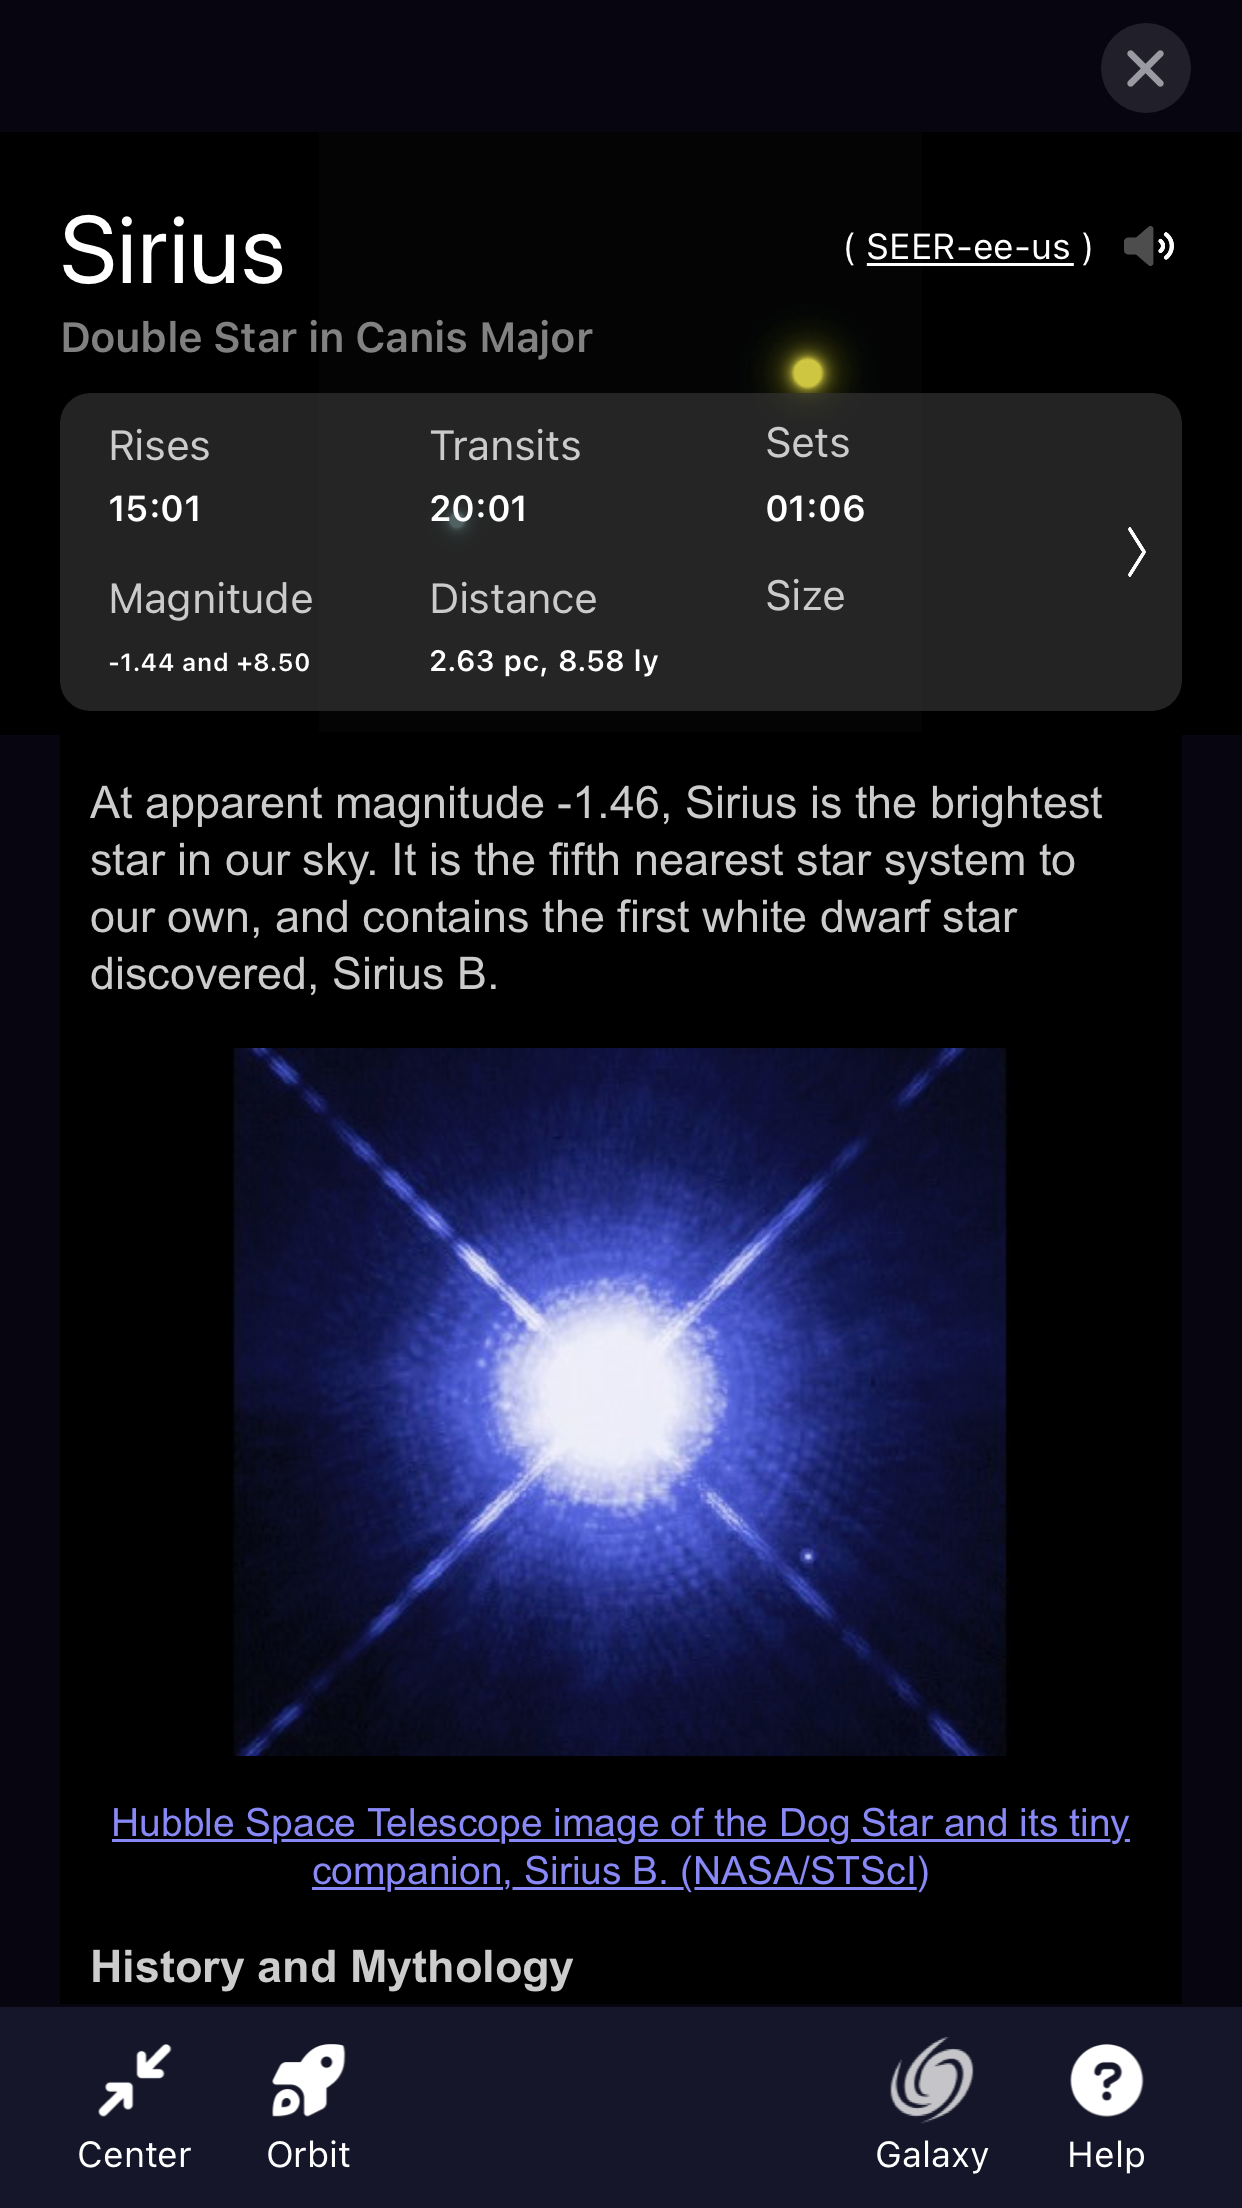 Sirius
( SEER-ee-us )
Double Star in Canis Major
Rises Transits Sets
15:01 20:01 01:06
Magnitude Distance Size
-1.44 and +8.50 2.63 pc, 8.58 ly
At apparent magnitude -1.46, Sirius is the brightest
star in our sky. It is the fifth nearest star system to
our own, and contains the first white dwarf star
discovered, Sirius B.
Hubble Space Telescope image of the Dog Star and its tiny
companion, Sirius B. (NASA/STScI)
History and Mythology
Center Orbit Galaxy Help